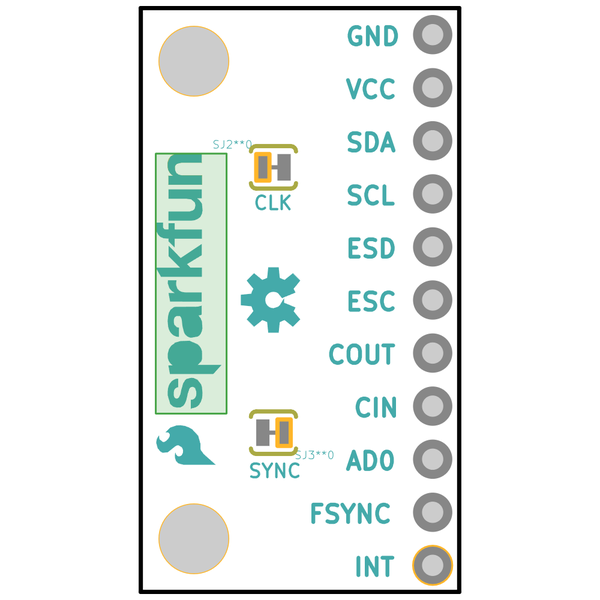 GND
VCC
SDA
SJ2**0
SCL
CLK
sparkfun
ESD
ESC
COUT
CIN
SJ3**0
AD0
SYNC
FSYNC
INT